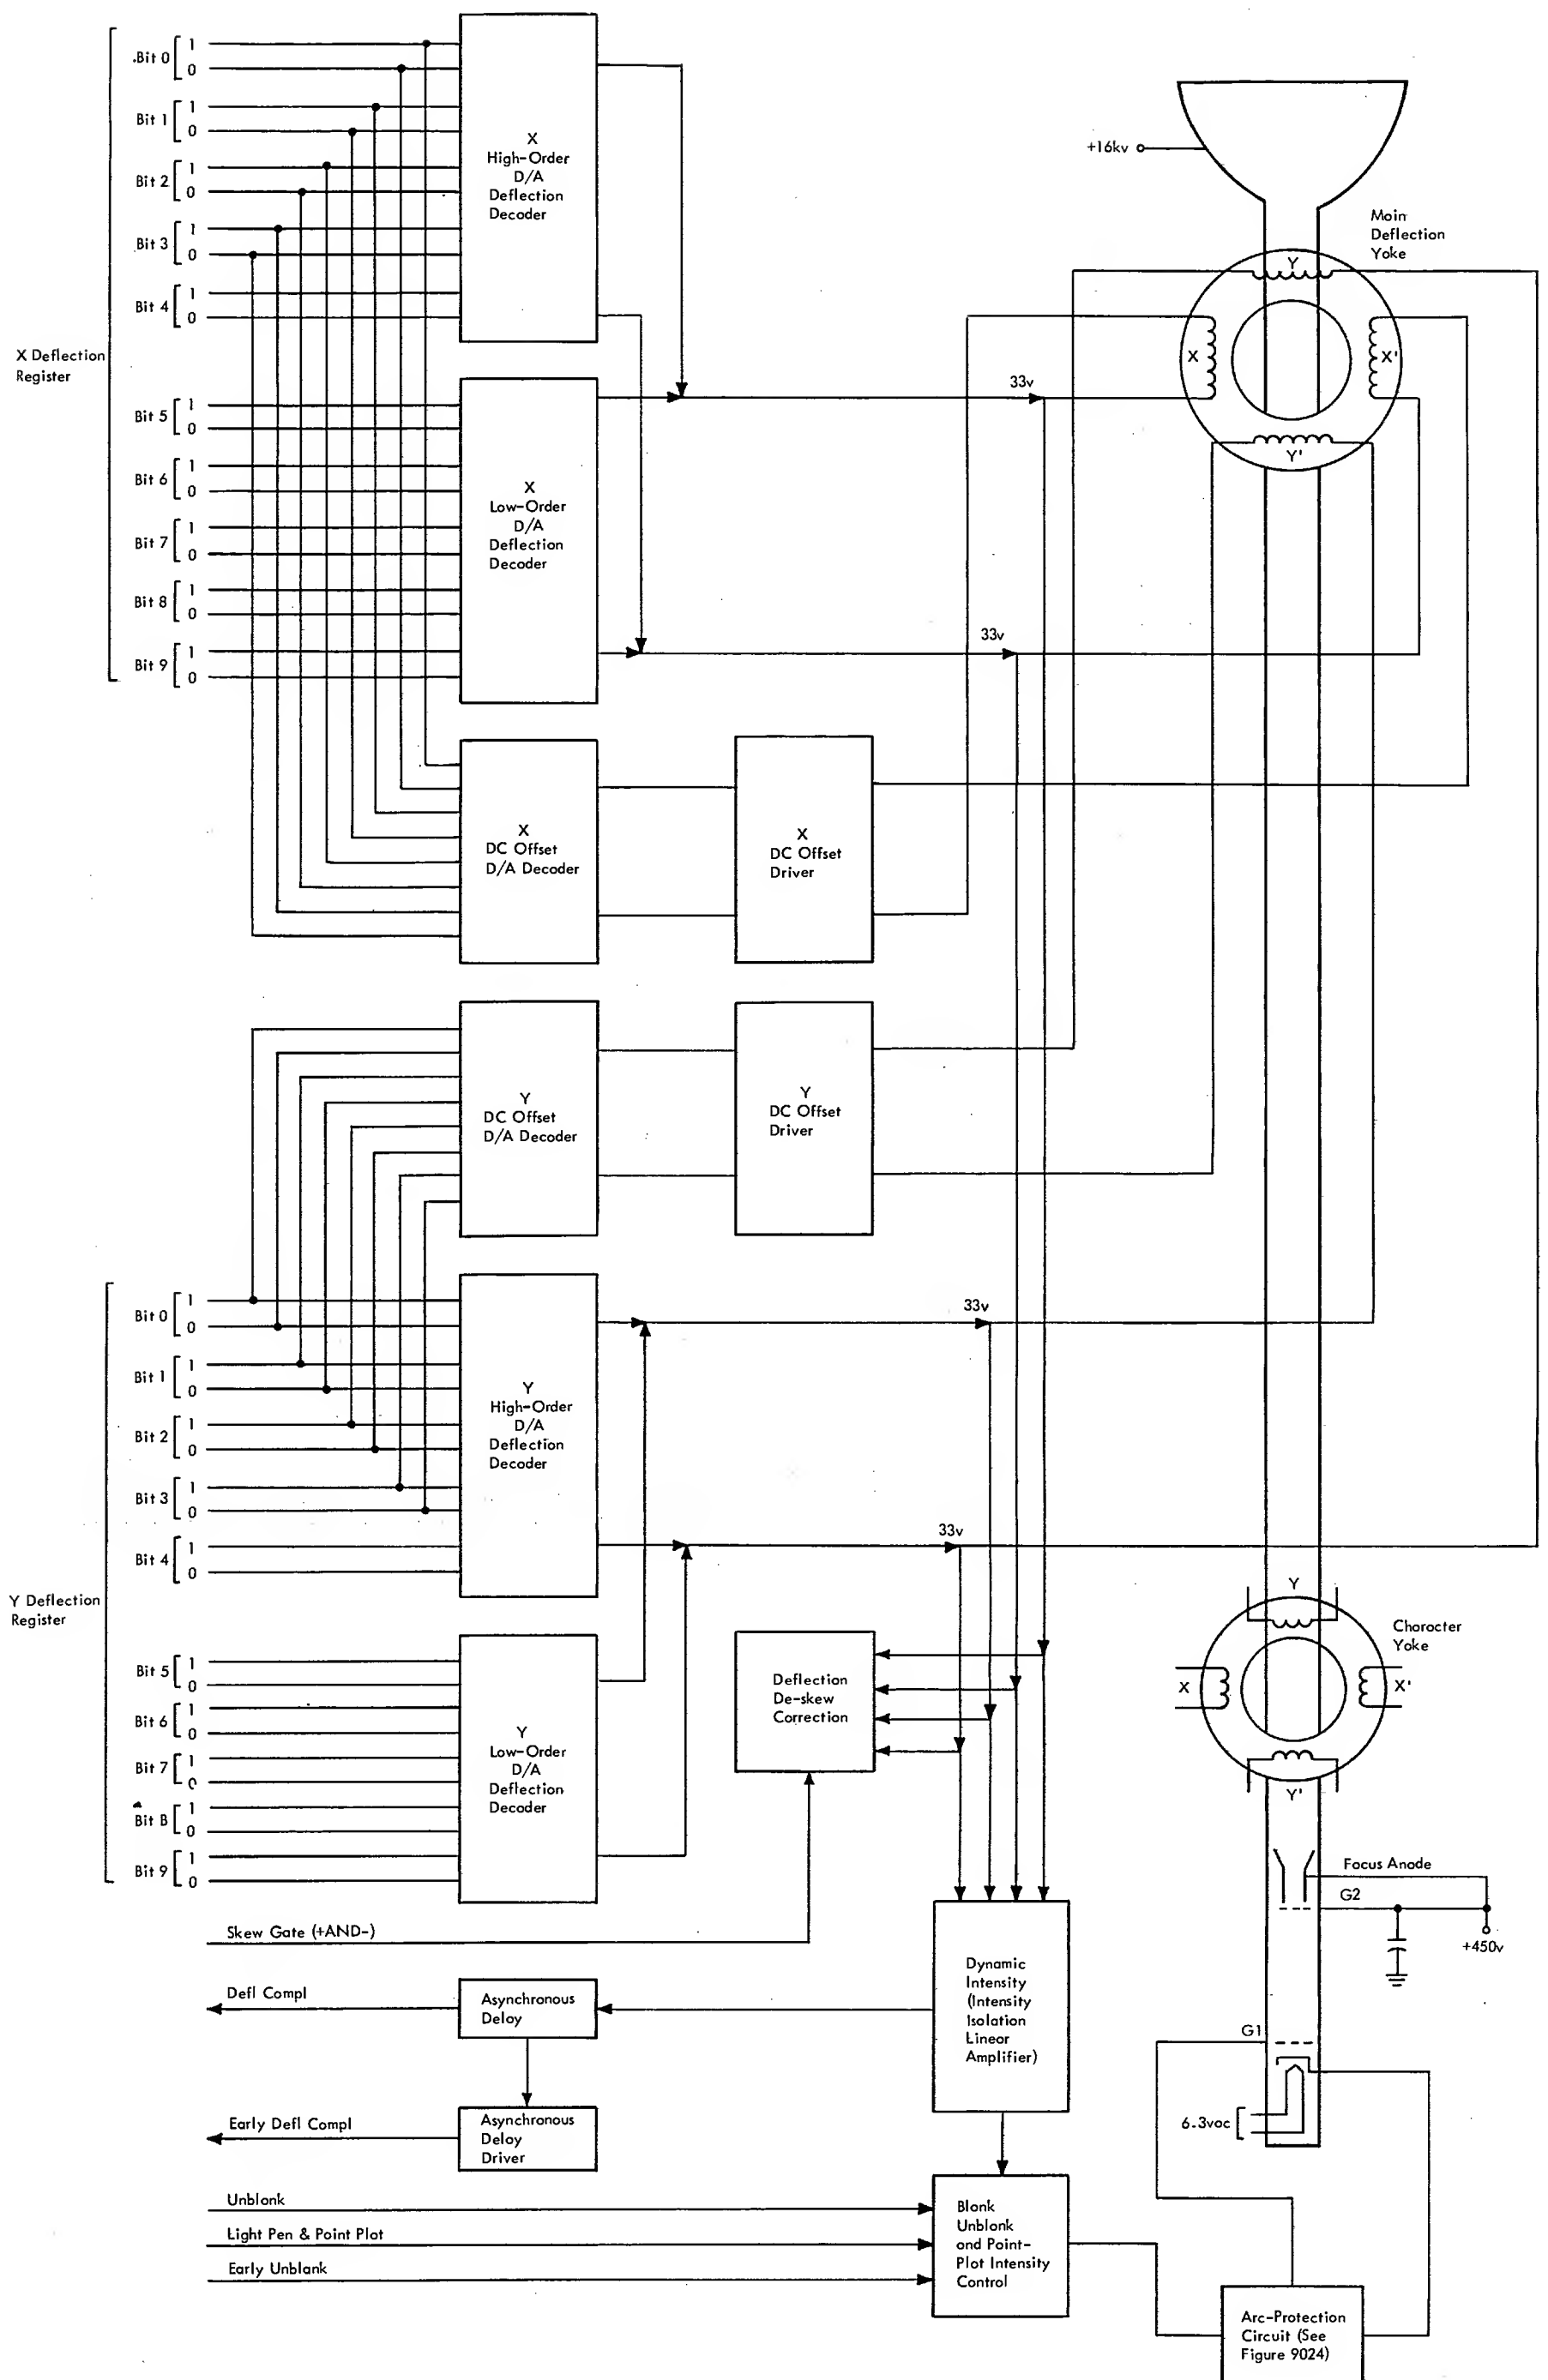 X Deflection
Register
.Bit 0
1
0
Bit 1
1
0
Bit 2
1
0
Bit 3
1
0
Bit 4
1
0
Bit 5
1
0
Bit 6
1
0
Bit 7
1
0
Bit 8
1
0
Bit 9
1
0
X
High-Order
D/A
Deflection
Decoder
X
Low-Order
D/A
Deflection
Decoder
X
DC Offset
D/A Decoder
X
DC Offset
Driver
33v
33v
+16kv
Main
Deflection
Yoke
Y
X
X'
Y'
Y
DC Offset
D/A Decoder
Y
DC Offset
Driver
Y Deflection
Register
Bit 0
1
0
Bit 1
1
0
Bit 2
1
0
Bit 3
1
0
Bit 4
1
0
Bit 5
1
0
Bit 6
1
0
Bit 7
1
0
Bit 8
1
0
Bit 9
1
0
Y
High-Order
D/A
Deflection
Decoder
Y
Low-Order
D/A
Deflection
Decoder
33v
33v
Deflection
De-skew
Correction
Character
Yoke
Y
X
X'
Y'
Focus Anode
G2
+450v
G1
6.3vac
Skew Gate (+AND-)
Defl Compl
Asynchronous
Delay
Early Defl Compl
Asynchronous
Delay
Driver
Dynamic
Intensity
(Intensity
Isolation
Linear
Amplifier)
Unblank
Light Pen & Point Plot
Early Unblank
Blank
Unblank
and Point-
Plot Intensity
Control
Arc-Protection
Circuit (See
Figure 9024)